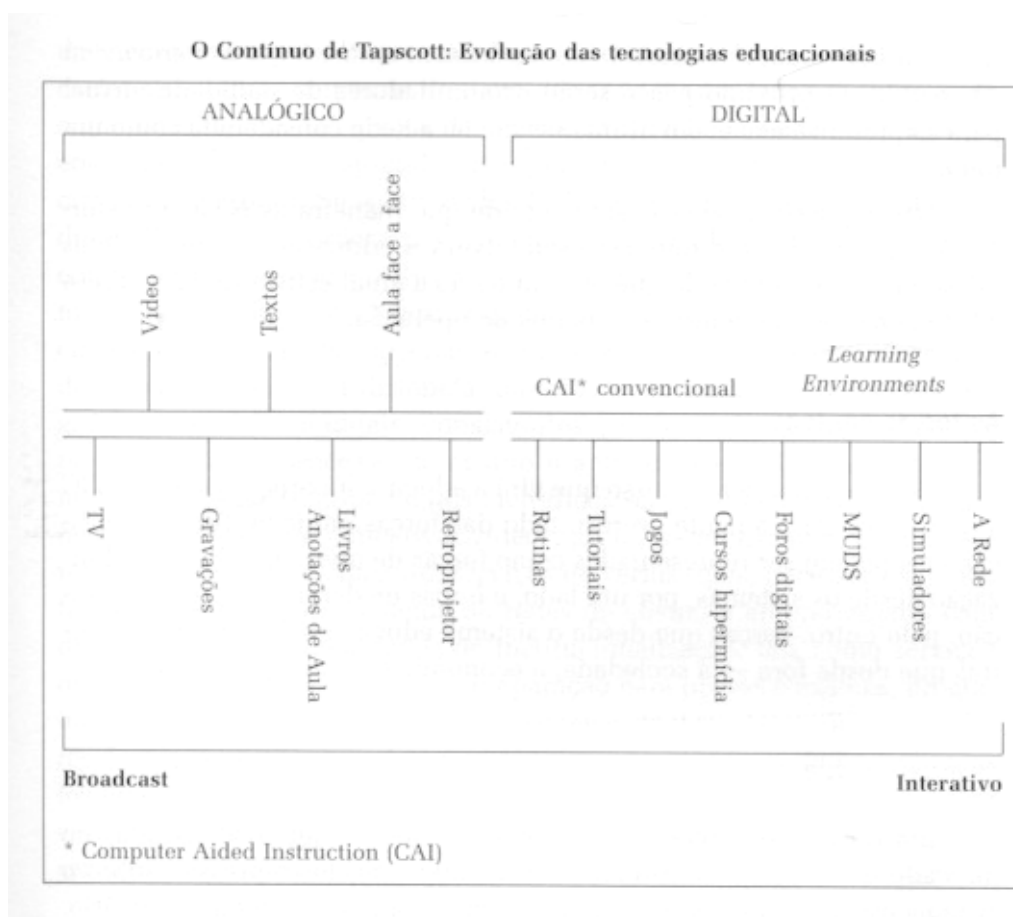 O Contínuo de Tapscott: Evolução das tecnologias educacionais
ANALÓGICO
DIGITAL
Vídeo
Textos
Aula face a face
CAI* convencional
Learning
Environments
TV
Gravações
Livros
Anotações de Aula
Retroprojetor
Rotinas
Tutoriais
Jogos
Cursos hipermídia
Foros digitais
MUDS
Simuladores
A Rede
Broadcast
Interativo
* Computer Aided Instruction (CAI)